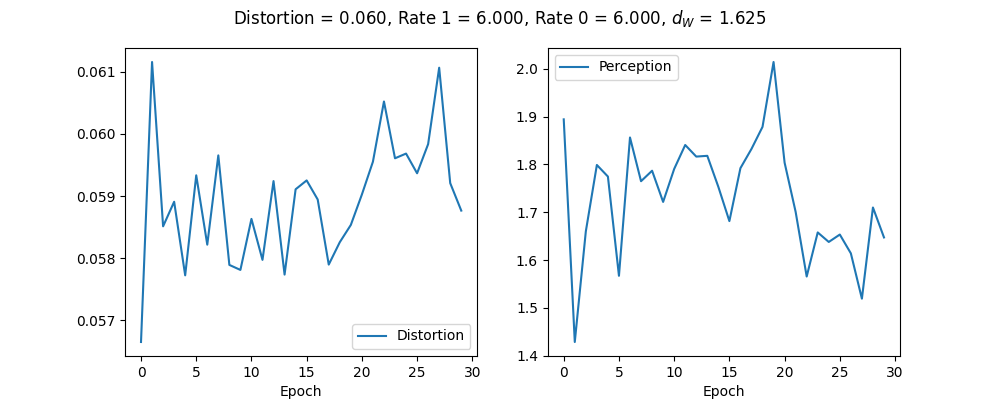 Distortion = 0.060, Rate 1 = 6.000, Rate 0 = 6.000, d_W = 1.625
0.061
0.060
0.059
0.058
0.057
Distortion
0 5 10 15 20 25 30
Epoch
2.0
1.9
1.8
1.7
1.6
1.5
1.4
Perception
0 5 10 15 20 25 30
Epoch